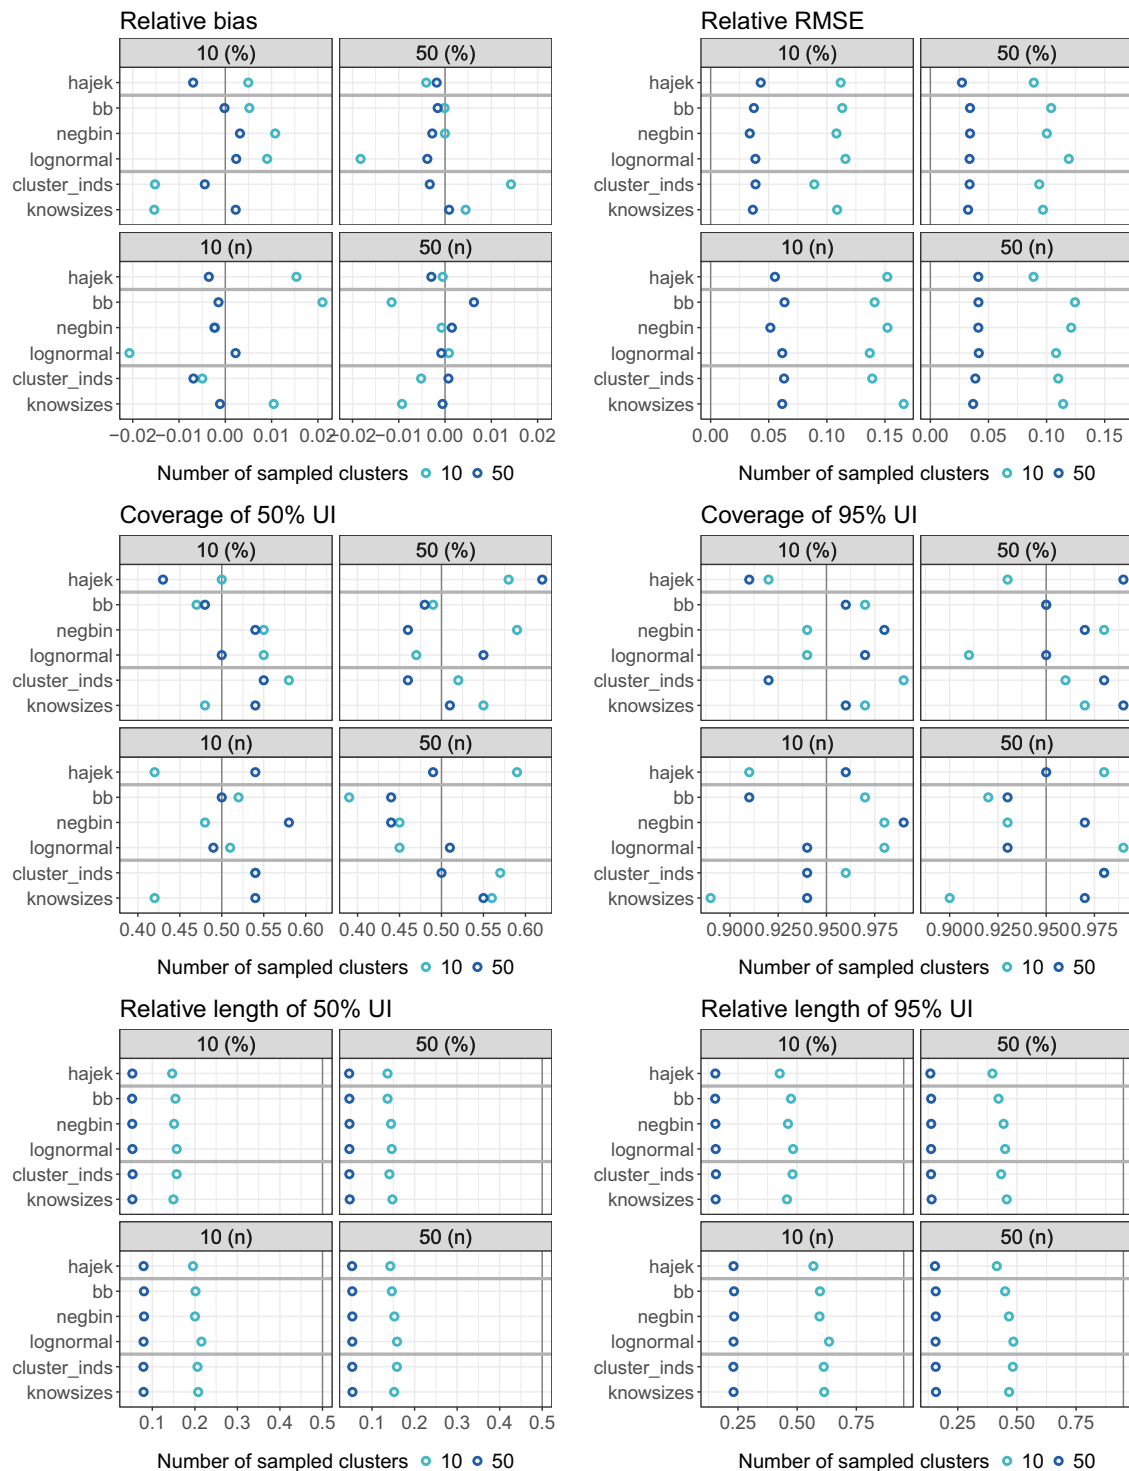 Relative bias
10 (%) 50 (%)
hajek
bb
negbin
lognormal
cluster_inds
knowsizes
10 (n) 50 (n)
hajek
bb
negbin
lognormal
cluster_inds
knowsizes
−0.02 −0.01 0.00 0.01 0.02 −0.02 −0.01 0.00 0.01 0.02
Number of sampled clusters 10 50
Relative RMSE
10 (%) 50 (%)
hajek
bb
negbin
lognormal
cluster_inds
knowsizes
10 (n) 50 (n)
hajek
bb
negbin
lognormal
cluster_inds
knowsizes
0.00 0.05 0.10 0.15 0.00 0.05 0.10 0.15
Number of sampled clusters 10 50
Coverage of 50% UI
10 (%) 50 (%)
hajek
bb
negbin
lognormal
cluster_inds
knowsizes
10 (n) 50 (n)
hajek
bb
negbin
lognormal
cluster_inds
knowsizes
0.40 0.45 0.50 0.55 0.60 0.40 0.45 0.50 0.55 0.60
Number of sampled clusters 10 50
Coverage of 95% UI
10 (%) 50 (%)
hajek
bb
negbin
lognormal
cluster_inds
knowsizes
10 (n) 50 (n)
hajek
bb
negbin
lognormal
cluster_inds
knowsizes
0.900 0.925 0.950 0.975 0.900 0.925 0.950 0.975
Number of sampled clusters 10 50
Relative length of 50% UI
10 (%) 50 (%)
hajek
bb
negbin
lognormal
cluster_inds
knowsizes
10 (n) 50 (n)
hajek
bb
negbin
lognormal
cluster_inds
knowsizes
0.1 0.2 0.3 0.4 0.5 0.1 0.2 0.3 0.4 0.5
Number of sampled clusters 10 50
Relative length of 95% UI
10 (%) 50 (%)
hajek
bb
negbin
lognormal
cluster_inds
knowsizes
10 (n) 50 (n)
hajek
bb
negbin
lognormal
cluster_inds
knowsizes
0.25 0.50 0.75 0.25 0.50 0.75
Number of sampled clusters 10 50